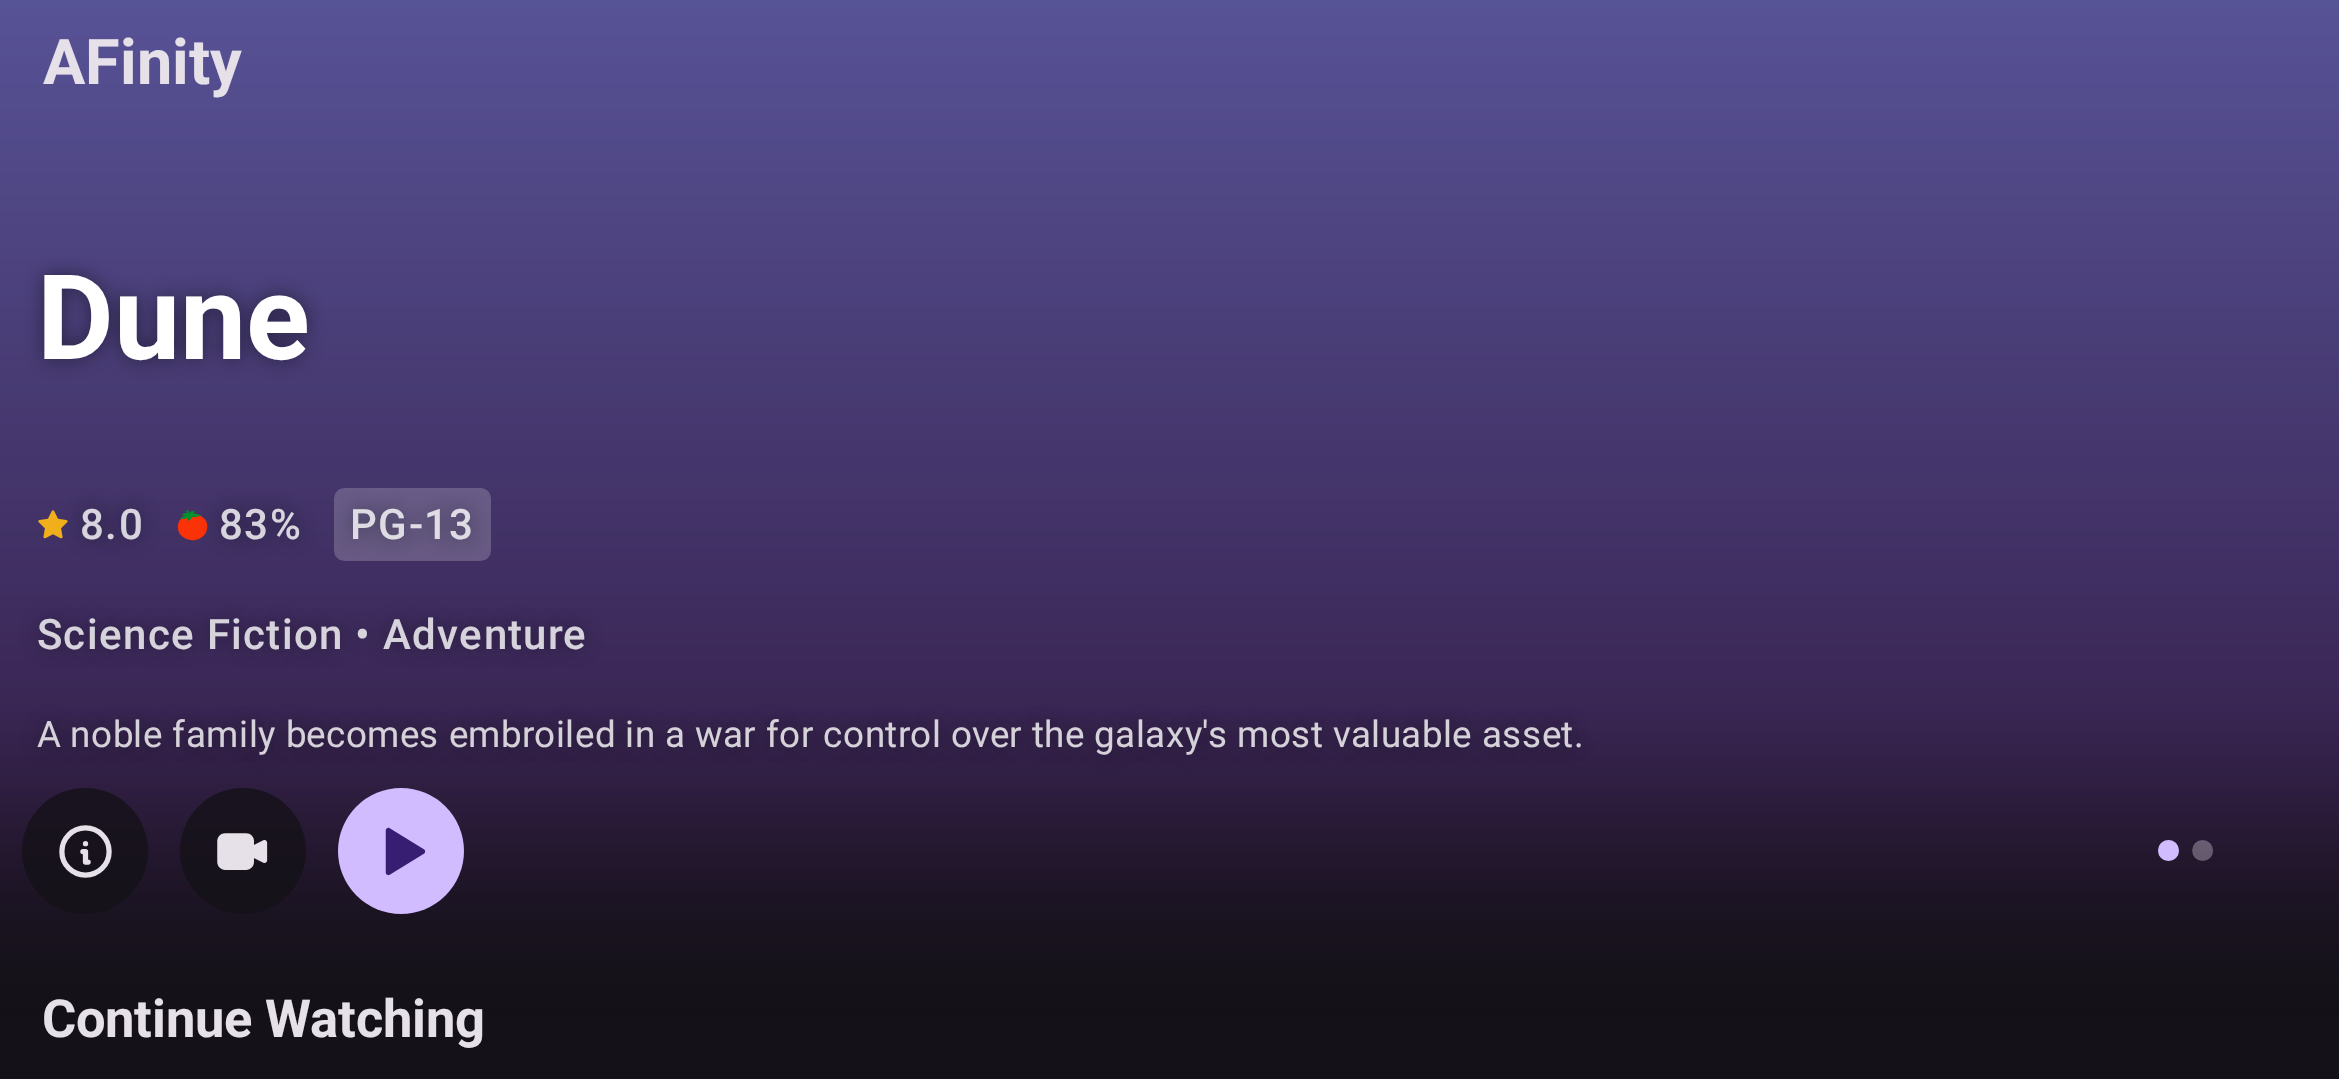 AFinity
Dune
8.0 83% PG-13
Science Fiction • Adventure
A noble family becomes embroiled in a war for control over the galaxy's most valuable asset.
Continue Watching